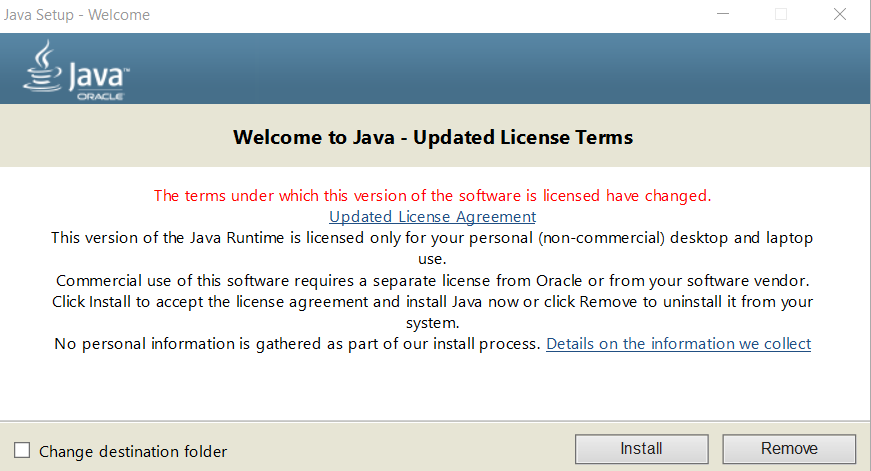 Java Setup - Welcome
Java™
ORACLE
Welcome to Java - Updated License Terms
The terms under which this version of the software is licensed have changed.
Updated License Agreement
This version of the Java Runtime is licensed only for your personal (non-commercial) desktop and laptop
use.
Commercial use of this software requires a separate license from Oracle or from your software vendor.
Click Install to accept the license agreement and install Java now or click Remove to uninstall it from your
system.
No personal information is gathered as part of our install process. Details on the information we collect
Change destination folder
Install
Remove